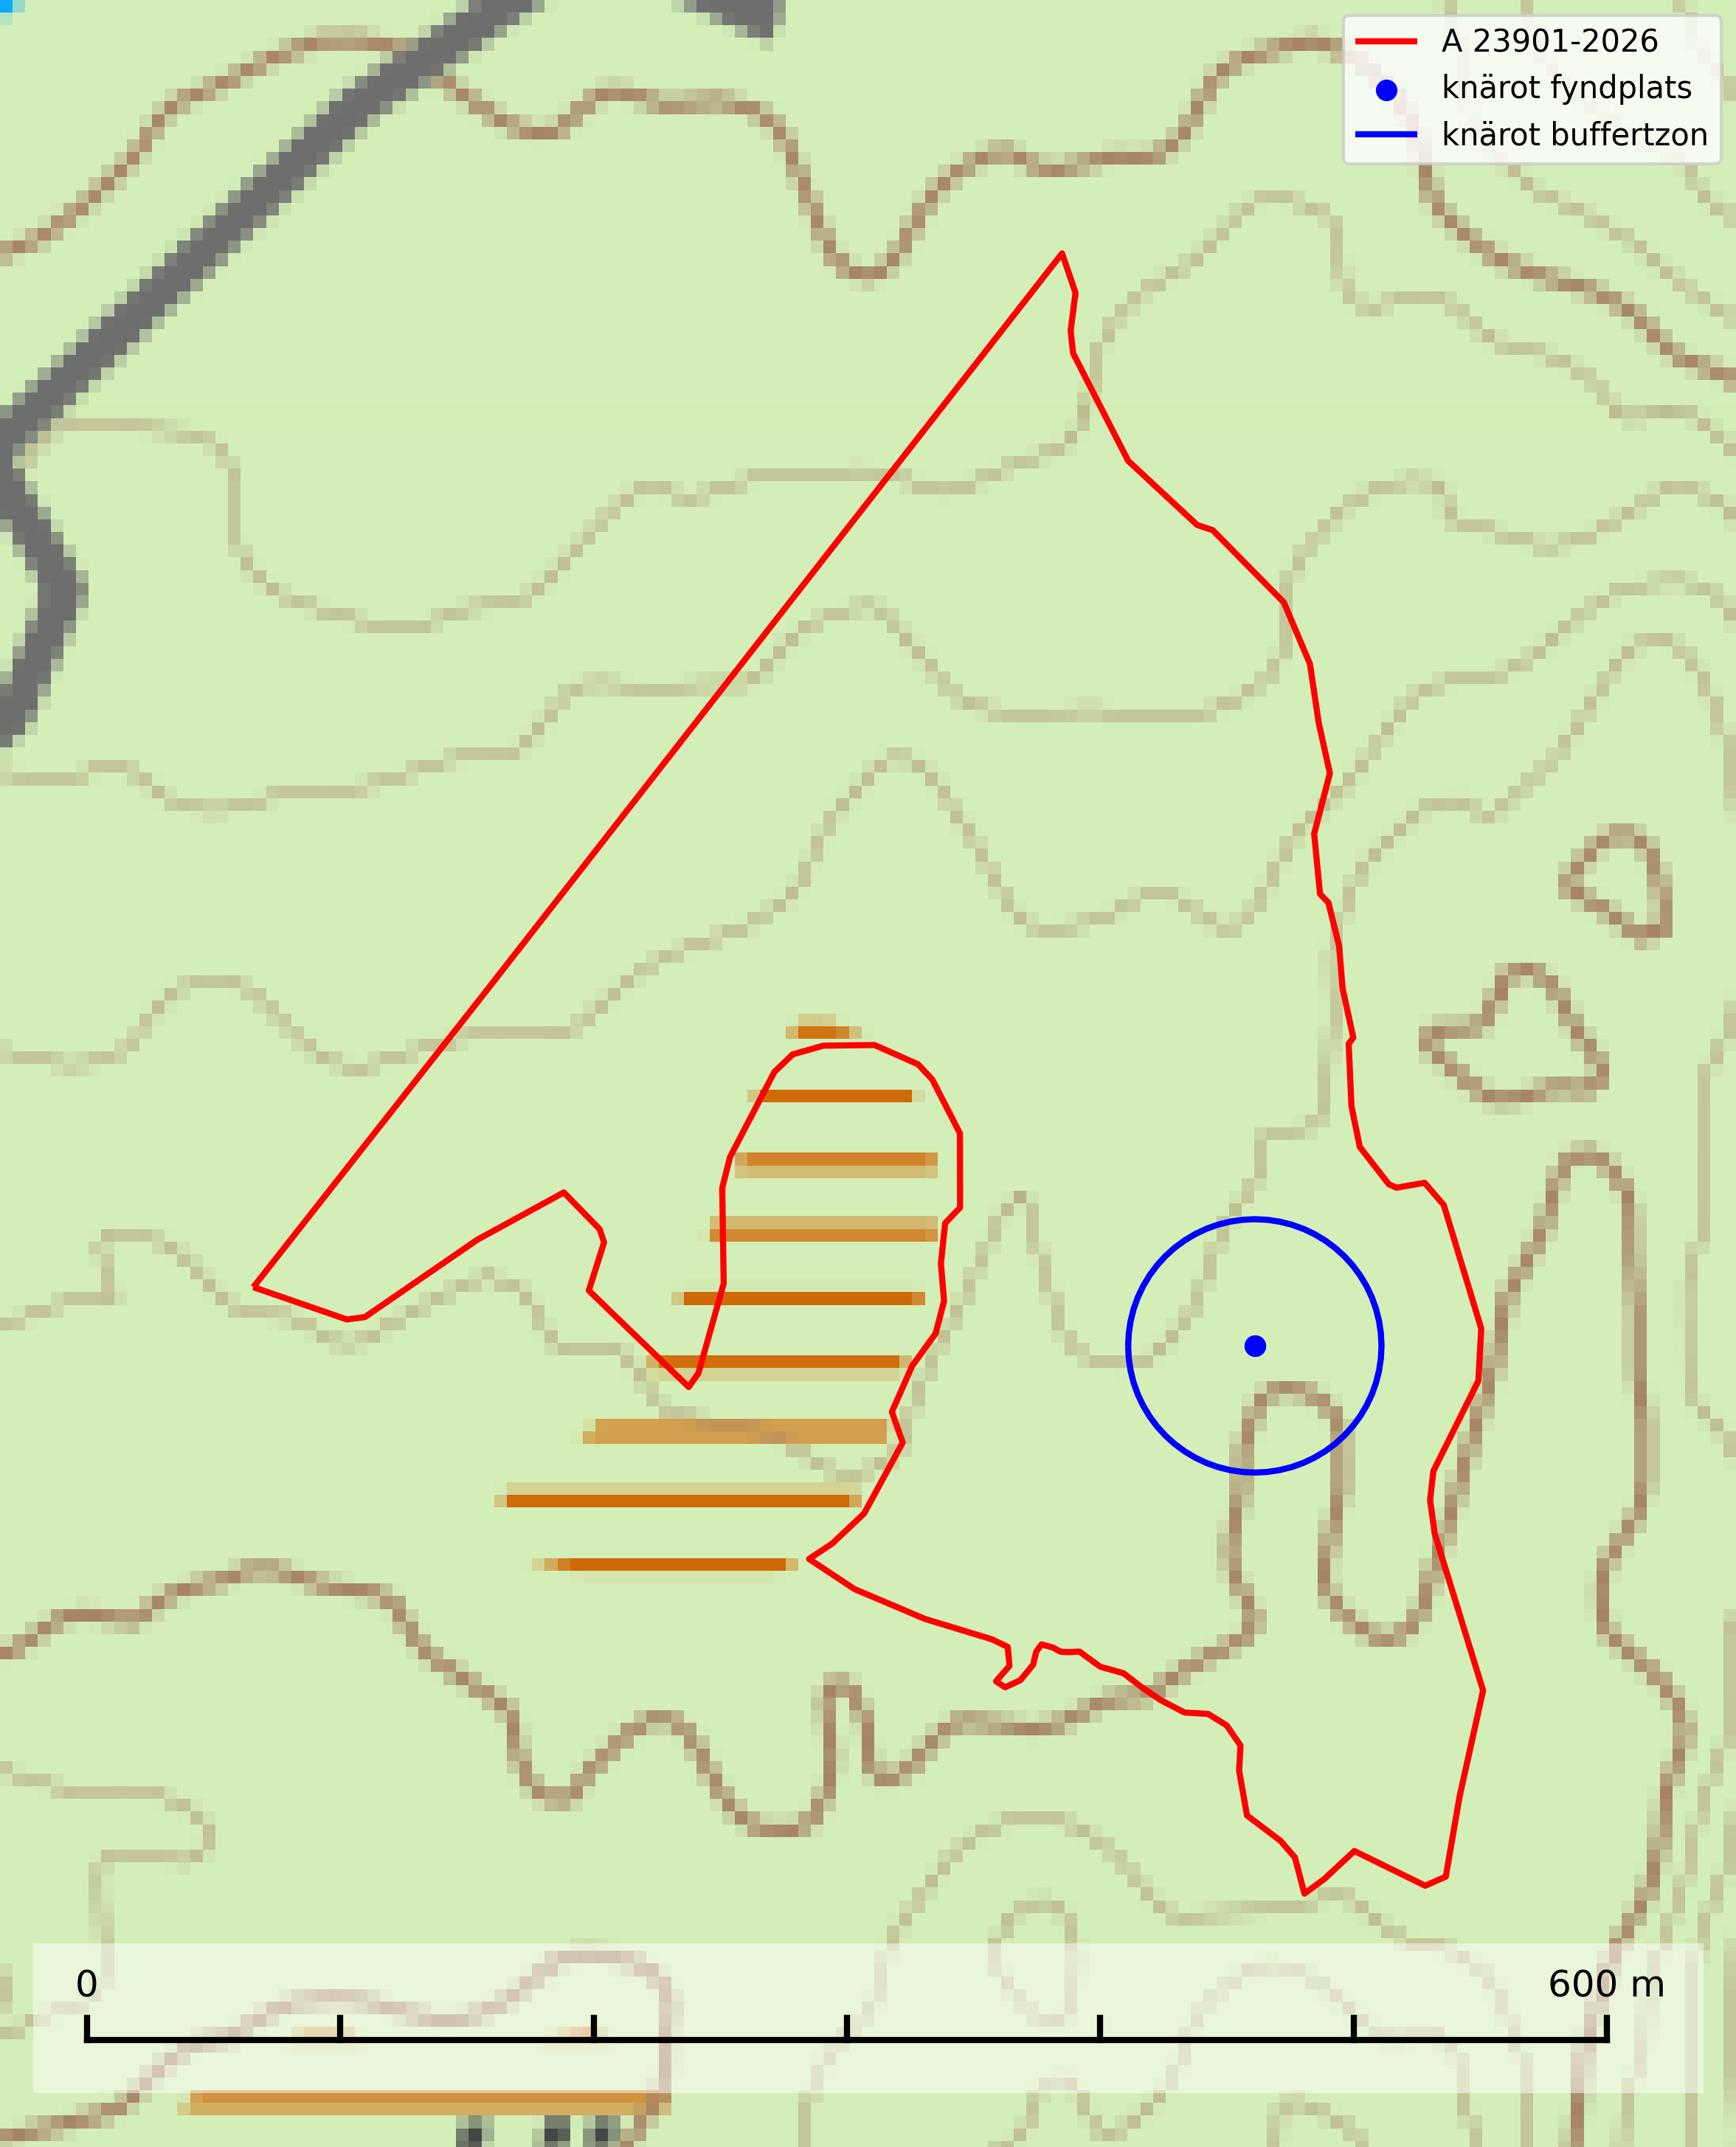 A 23901-2026
knärot fyndplats
knärot buffertzon
0
600 m